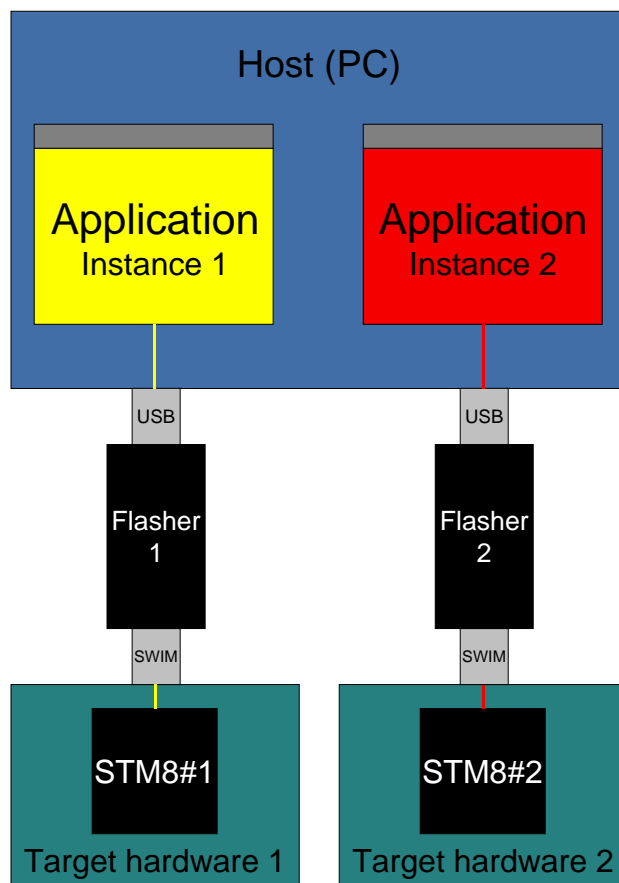 Host (PC)
Application
Instance 1
Application
Instance 2
USB
USB
Flasher
1
Flasher
2
SWIM
SWIM
STM8#1
STM8#2
Target hardware 1
Target hardware 2